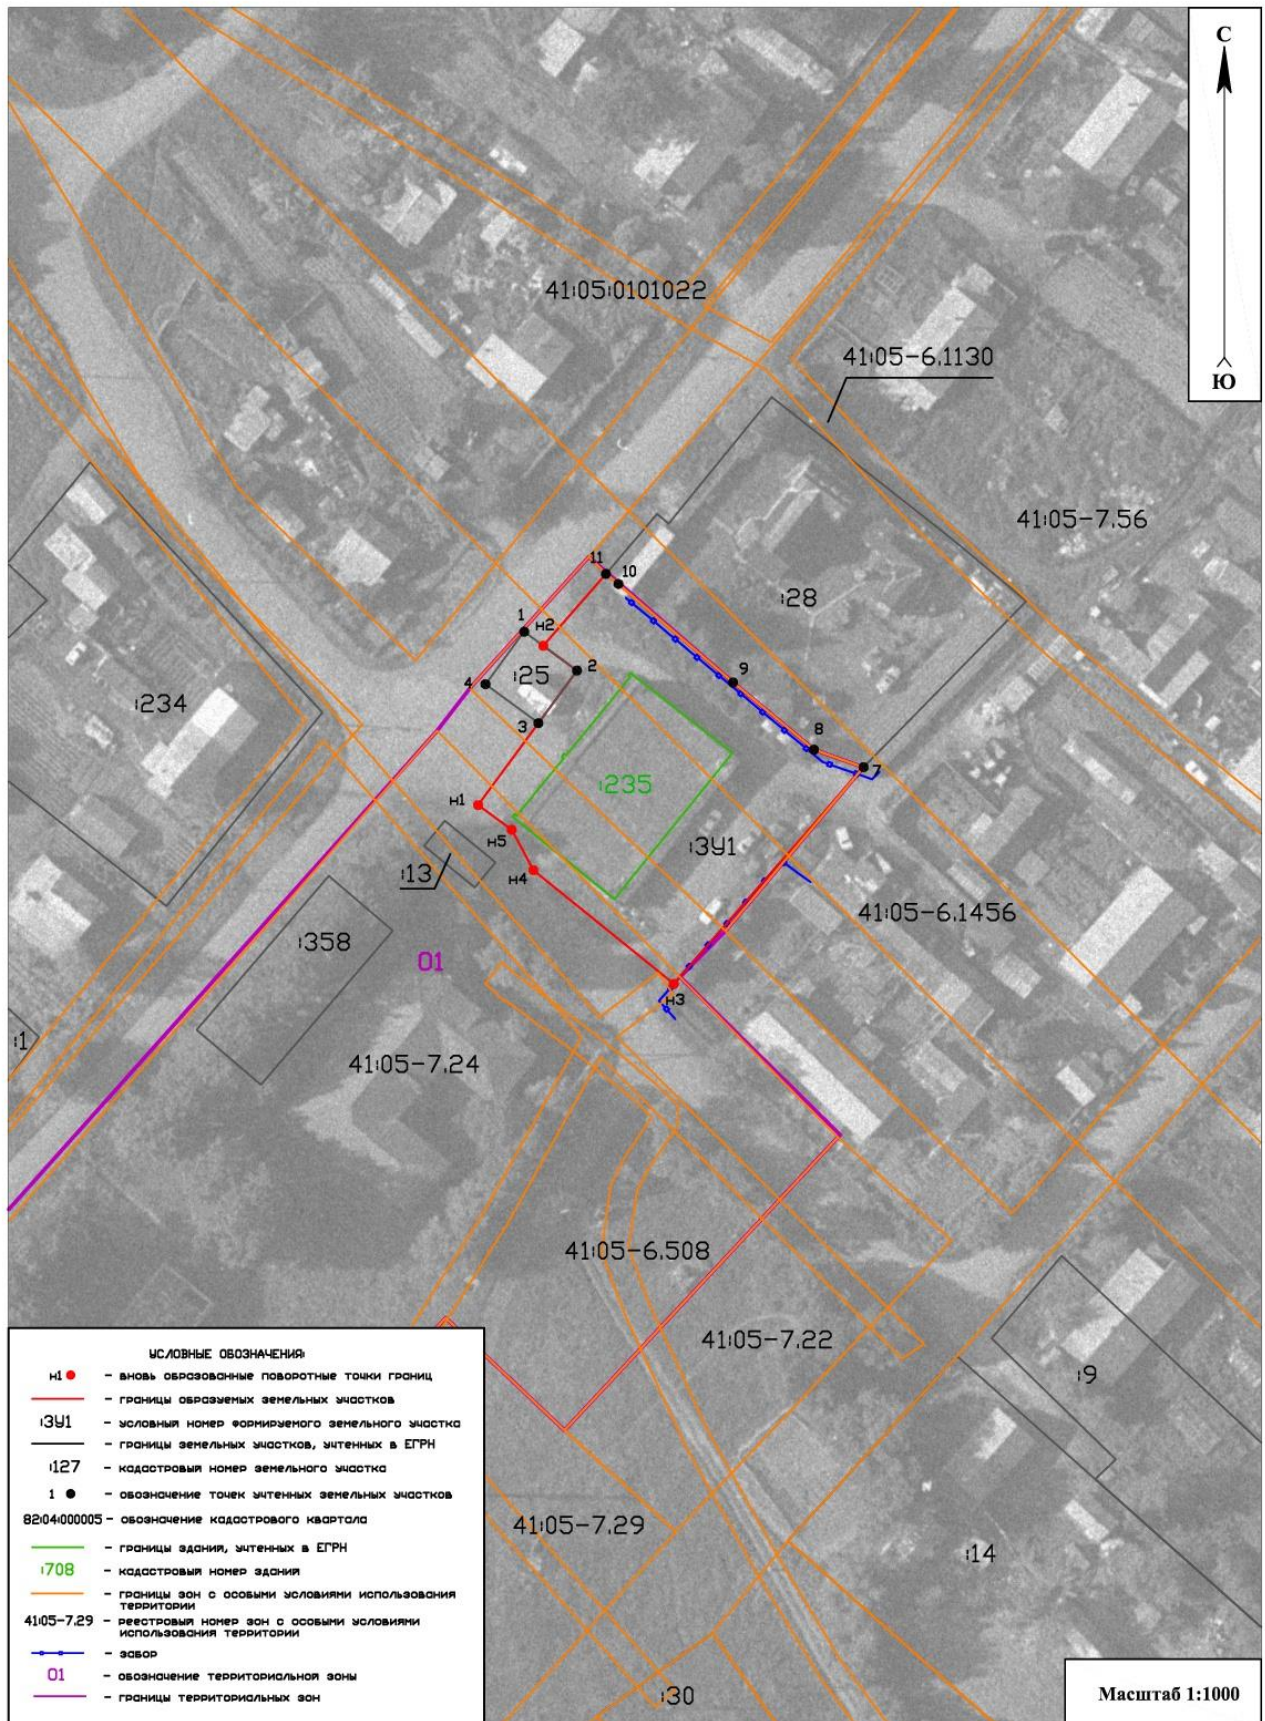 С
Ю
41:05:0101022
41:05-6.1130
41:05-7.56
11
10
:28
1
н2
2
:25
4
9
:234
3
8
7
:235
н1
н5
:ЗУ1
н4
:13
41:05-6.1456
:358
О1
н3
:1
41:05-7.24
41:05-6.508
41:05-7.22
:9
41:05-7.29
:14
:30
УСЛОВНЫЕ ОБОЗНАЧЕНИЯ:
н1 - вновь образованные поворотные точки границ
- границы образуемых земельных участков
:ЗУ1 - условный номер формируемого земельного участка
- границы земельных участков, учтенных в ЕГРН
:127 - кадастровый номер земельного участка
1 - обозначение точек учтенных земельных участков
82:04:000005 - обозначение кадастрового квартала
- границы зданий, учтенных в ЕГРН
:708 - кадастровый номер зданий
- границы зон с особыми условиями использования
территории
41:05-7.29 - реестровый номер зон с особыми условиями
использования территории
- забор
О1 - обозначение территориальной зоны
- границы территориальных зон
Масштаб 1:1000